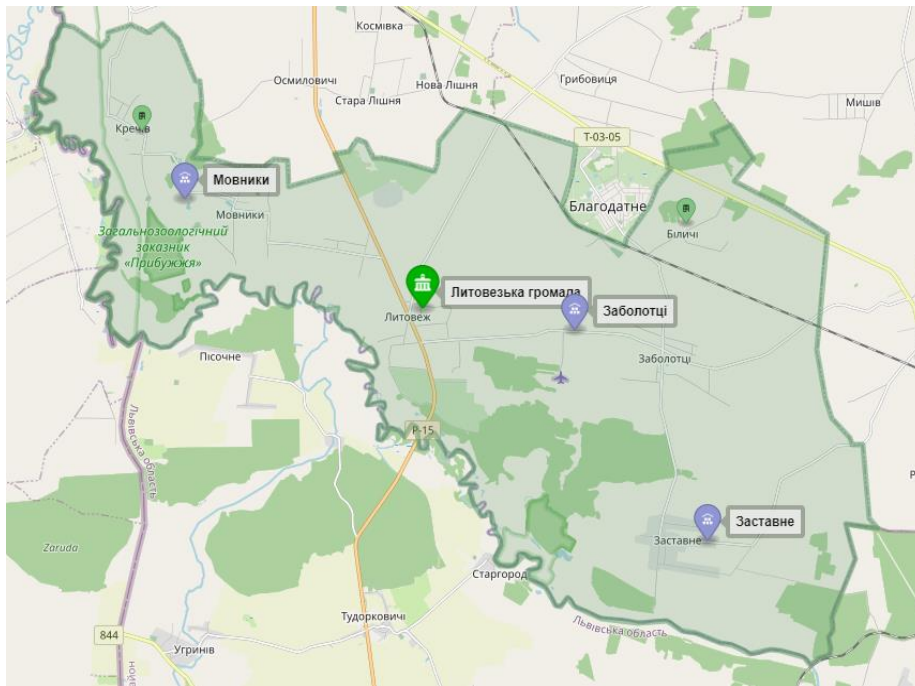 Космівка
Осмиловичі
Нова Лішня
Стара Лішня
Грибовиця
Мишів
Т-03-05
Кречів
Мовники
Мовники
Благодатне
Біличі
Загальнозоологічний
заказник
«Прибужжя»
Литовезька громада
Литовеж
Заболотці
Заболотці
Пісочне
Львівська область
Р-15
Заставне
Заставне
Zaruda
Старгород
Тудорковичі
Львівська область
844
Угринів